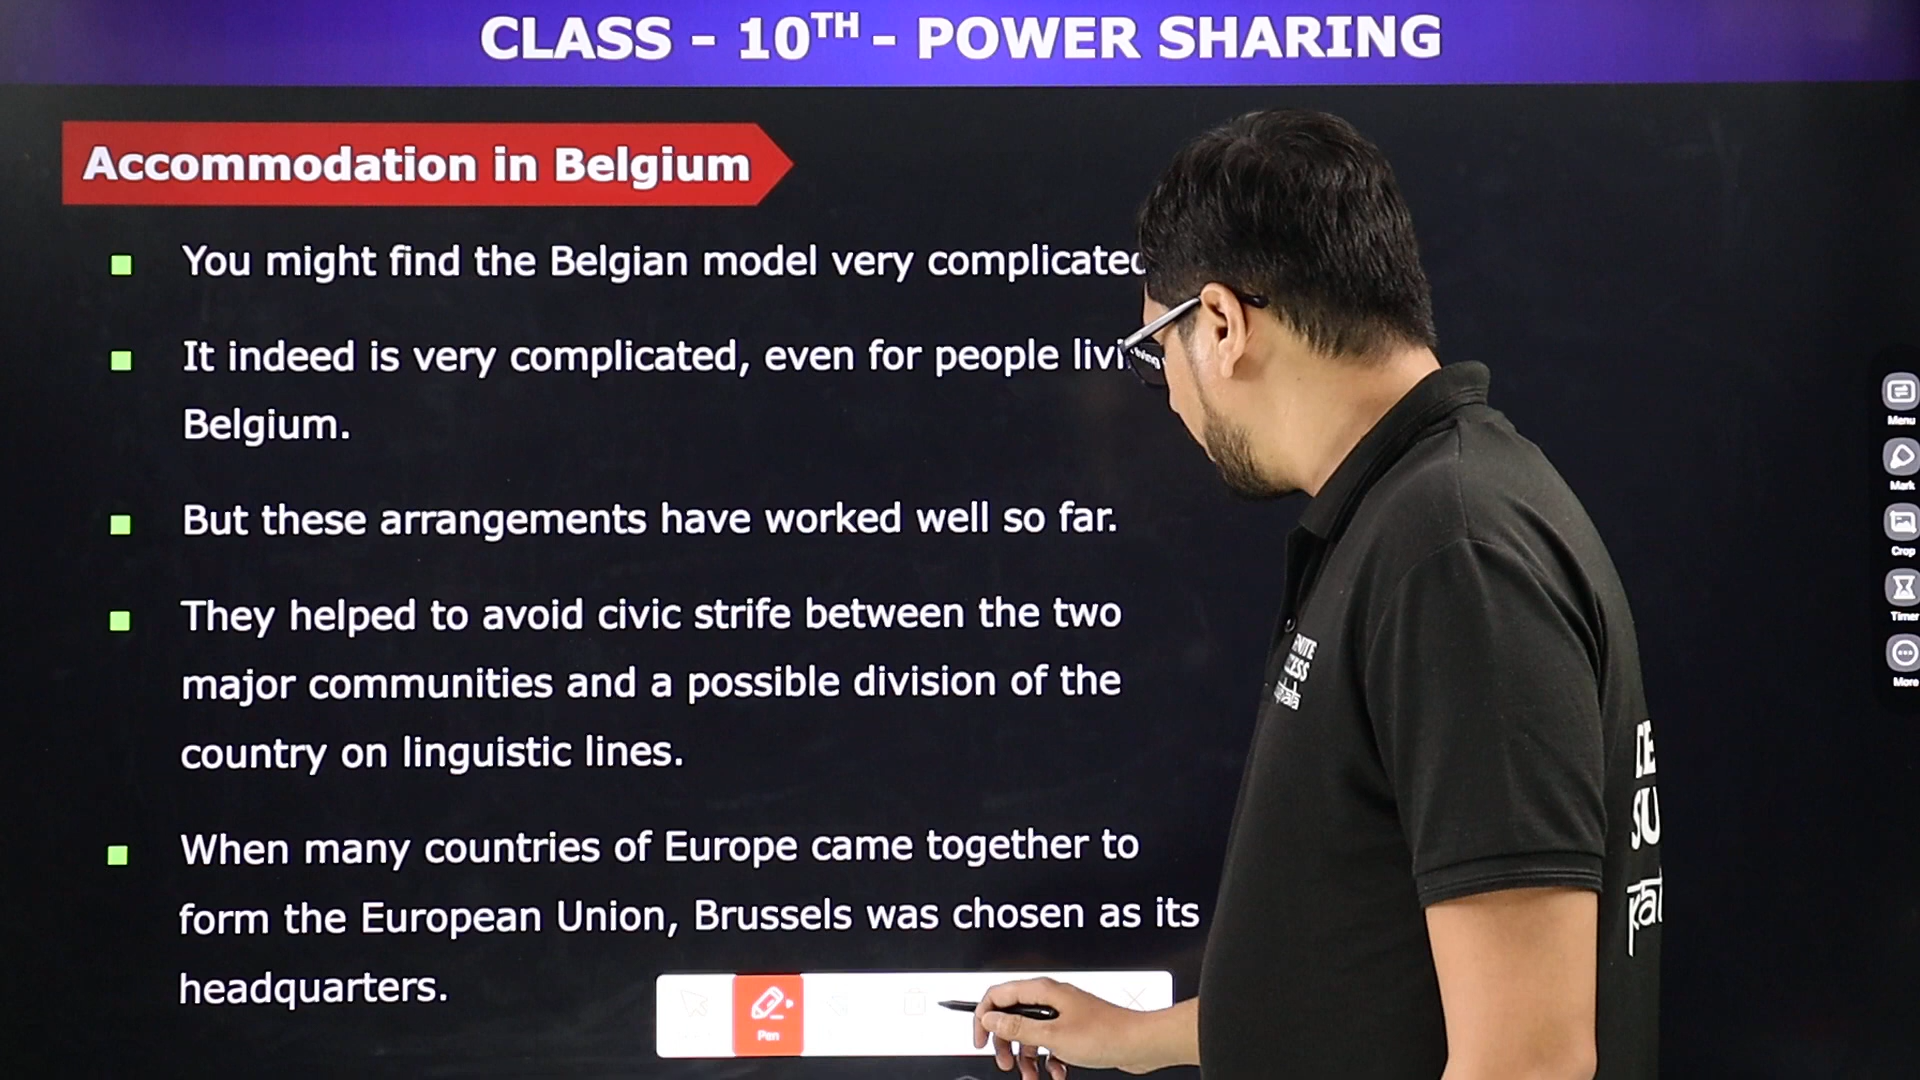 CLASS - 10TH - POWER SHARING
Accommodation in Belgium
You might find the Belgian model very complicated
It indeed is very complicated, even for people
Belgium.
But these arrangements have worked well so far.
They helped to avoid civic strife between the two
major communities and a possible division of the
country on linguistic lines.
When many countries of Europe came together to
form the European Union, Brussels was chosen as its
headquarters.
Pen
Menu
Mark
Crop
Timer
More